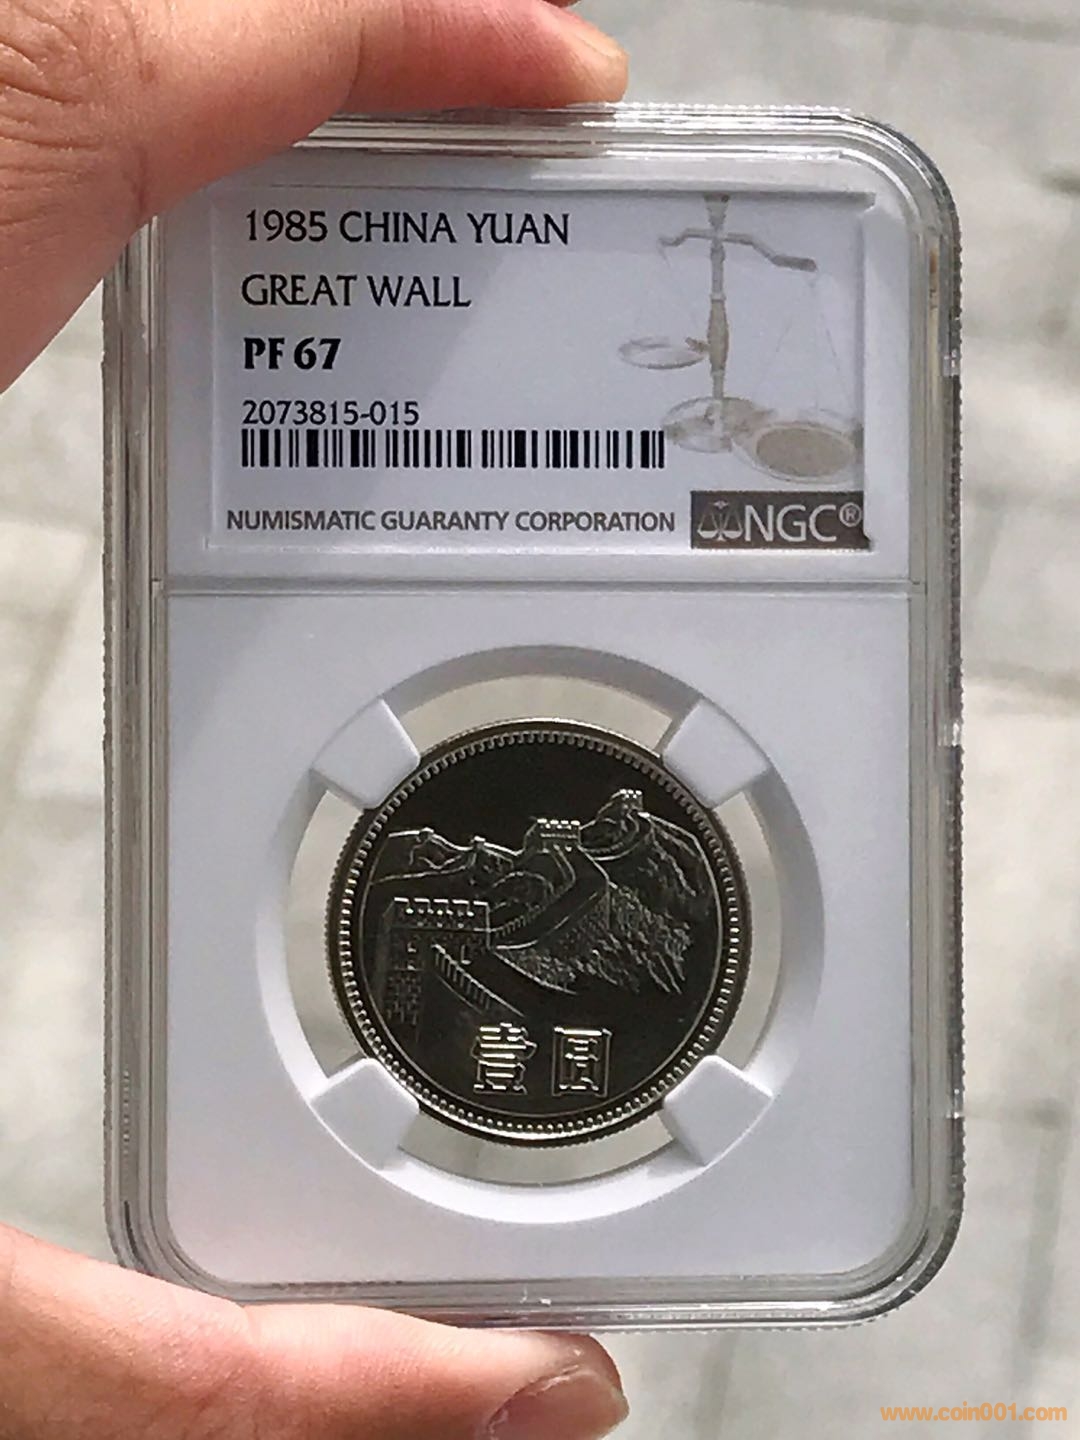 1985 CHINA YUAN
GREAT WALL
PF 67
2073815-015
NUMISMATIC GUARANTY CORPORATION
NGC®
壹圆
www.coin001.com